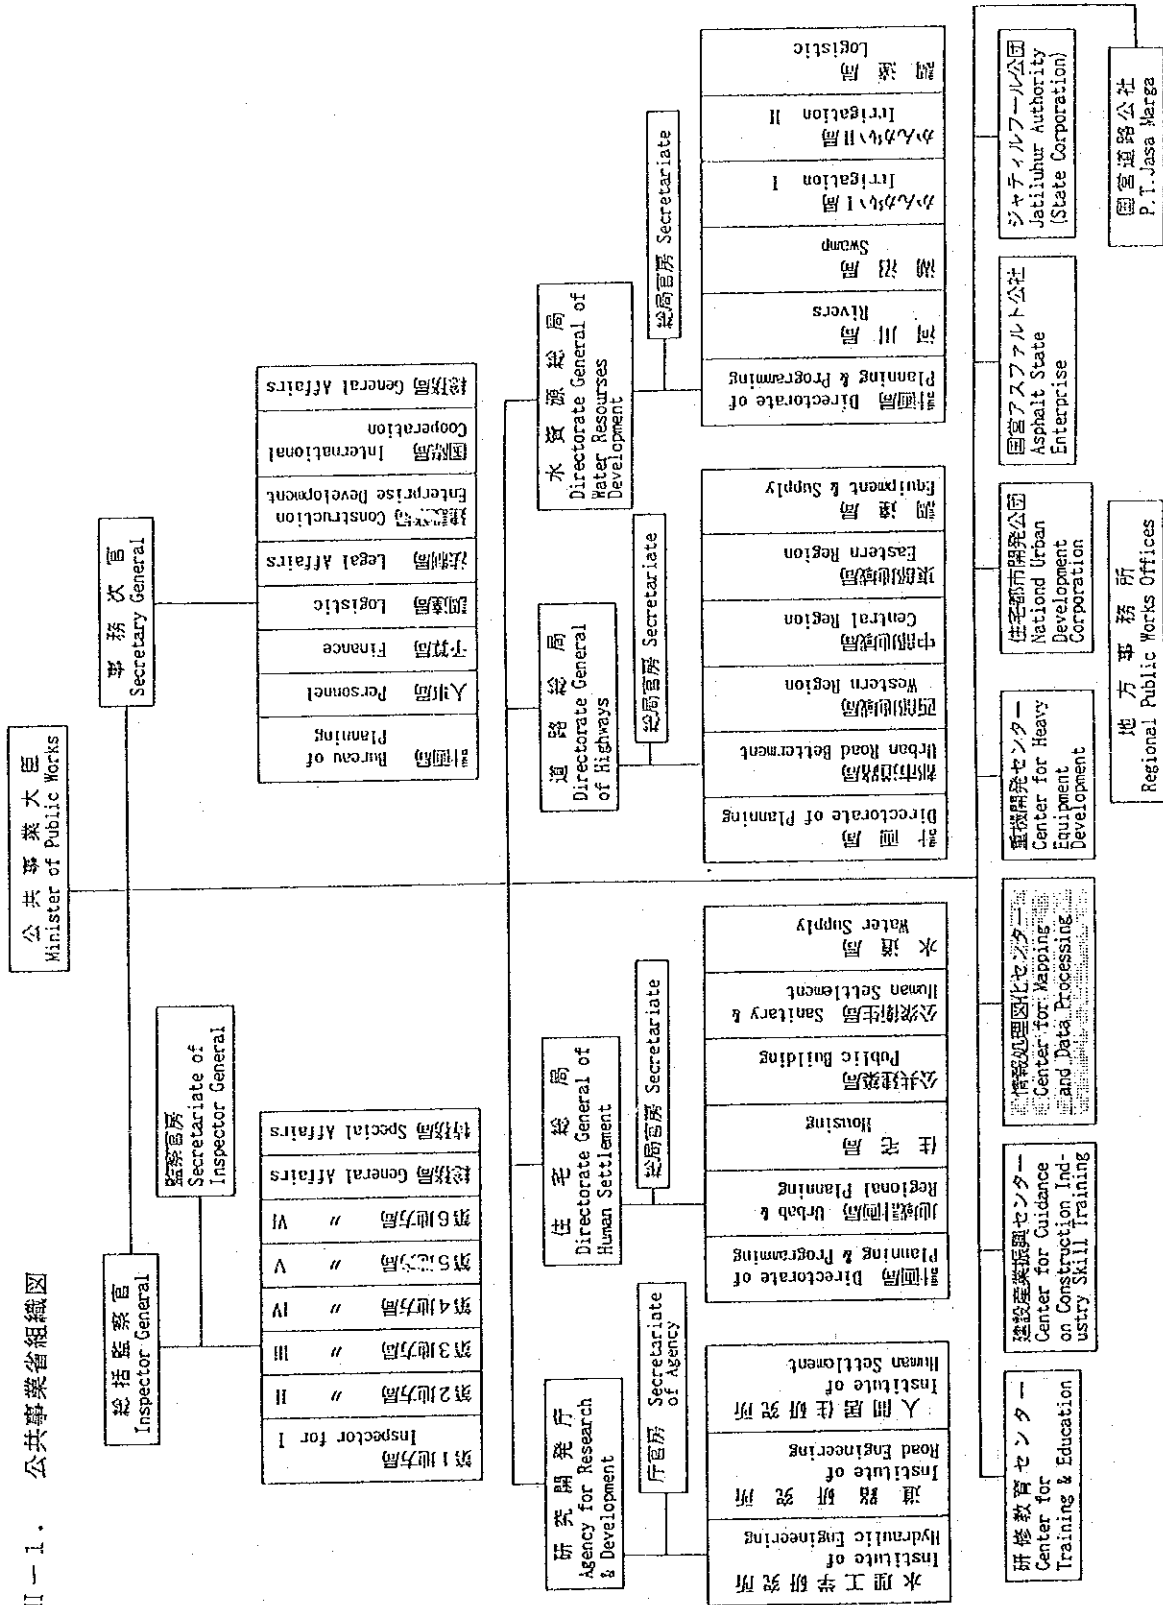 II－1． 公共事業省組織図
公共事業大臣
Minister of Public Works
総括監察官
Inspector General
事務次官
Secretary General
監察官房
Secretariate of
Inspector General
第1地方局
Inspector for I
第2地方局 〃 II
第3地方局 〃 III
第4地方局 〃 IV
第5地方局 〃 V
第6地方局 〃 VI
総務局 General Affairs
特務局 Special Affairs
計画局 Bureau of
Planning
人事局 Personnel
予算局 Finance
調達局 Logistic
法制局 Legal Affairs
Construction
Enterprise Development
国際局 International
Cooperation
総務局 General Affairs
研究開発庁
Agency for Research
& Development
庁官房 Secretariate
of Agency
水理工学研究所
Institute of
Hydraulic Engineering
道路研究所
Institute of
Road Engineering
人間居住研究所
Institute of
Human Settlement
住宅総局
Directorate General of
Human Settlement
総局官房 Secretariate
計画局 Directorate of
Planning & Programing
地域計画局 Urbab &
Regional Planning
住宅局
Housing
公共建築局
Public Building
公衆衛生局 Sanitary &
Human Settlement
水道局
Water Supply
道路総局
Directorate General
of Highways
総局官房 Secretariate
計画局
Directorate of Planning
都市道路局
Urban Road Betterment
西部地域局
Western Region
中部地域局
Central Region
東部地域局
Eastern Region
調達局
Equipment & Supply
水資源総局
Directorate General of
Water Resourses
Development
総局官房 Secretariate
計画局 Directorate of
Planning & Programing
河川局
Rivers
湖沼局
Swamp
かんがいI局
Irrigation I
かんがいII局
Irrigation II
調達局
Logistic
研修教育センター
Center for
Training & Education
建設産業振興センター
Center for Guidance
on Construction Ind-
ustry Skill Training
情報処理図化センター
Center for Mapping
and Data Processing
重機開発センター
Center for Heavy
Equipment
Development
住宅都市開発公団
Nationd Urban
Development
Corporation
国営アスファルト公社
Asphalt State
Enterprise
ジャティルフール公団
Jatiluhur Authority
(State Corporation)
地方事務所
Regional Public Works Offices
国営道路公社
P.T.Jasa Marga